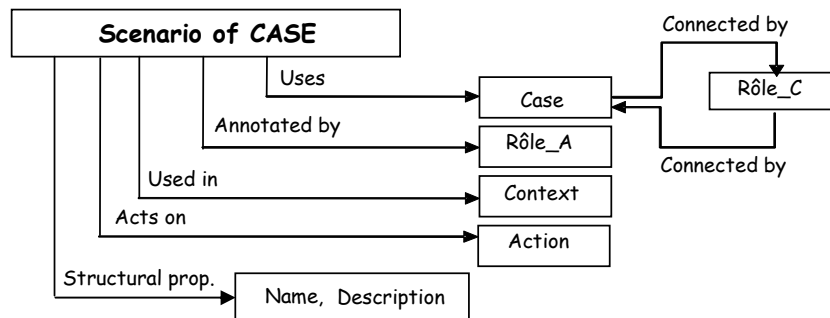 Scenario of CASE
Connected by
Uses
Case
Rôle_C
Annotated by
Rôle_A
Connected by
Used in
Context
Acts on
Action
Structural prop.
Name, Description